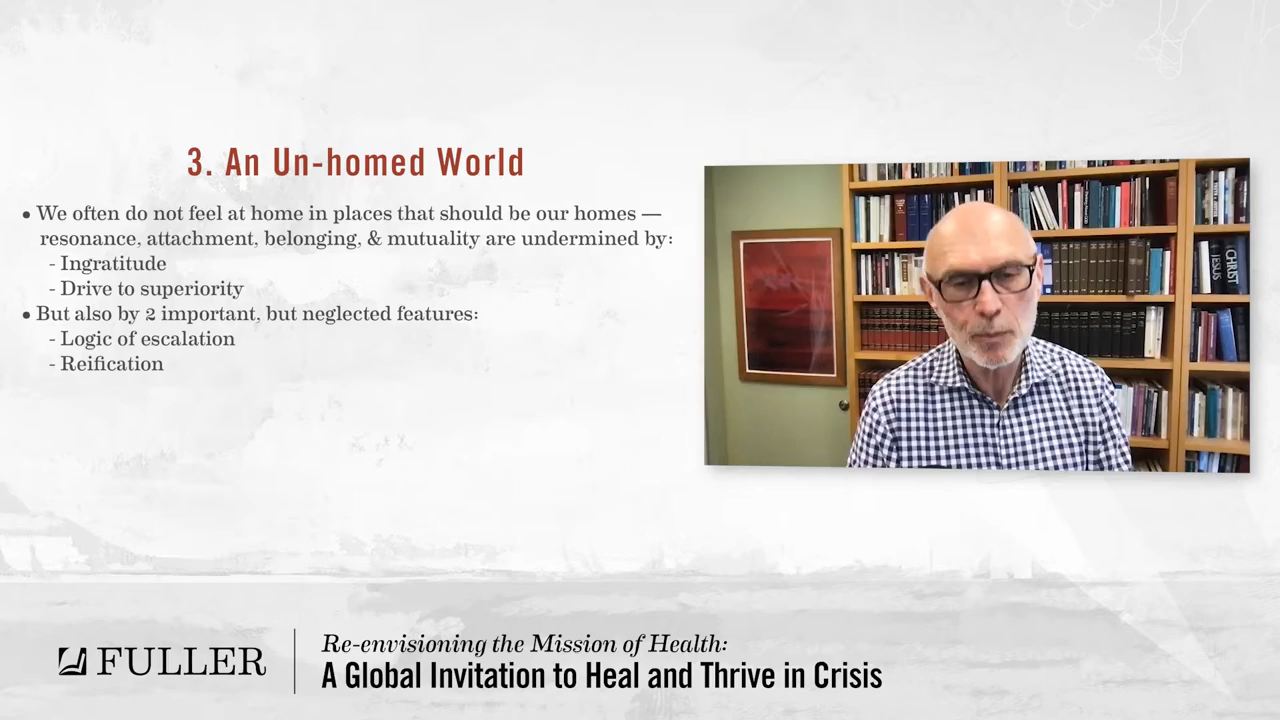 3. An Un-homed World
• We often do not feel at home in places that should be our homes —
resonance, attachment, belonging, & mutuality are undermined by:
- Ingratitude
- Drive to superiority
• But also by 2 important, but neglected features:
- Logic of escalation
- Reification
CHRIST
JESUS
FULLER
Re-envisioning the Mission of Health:
A Global Invitation to Heal and Thrive in Crisis